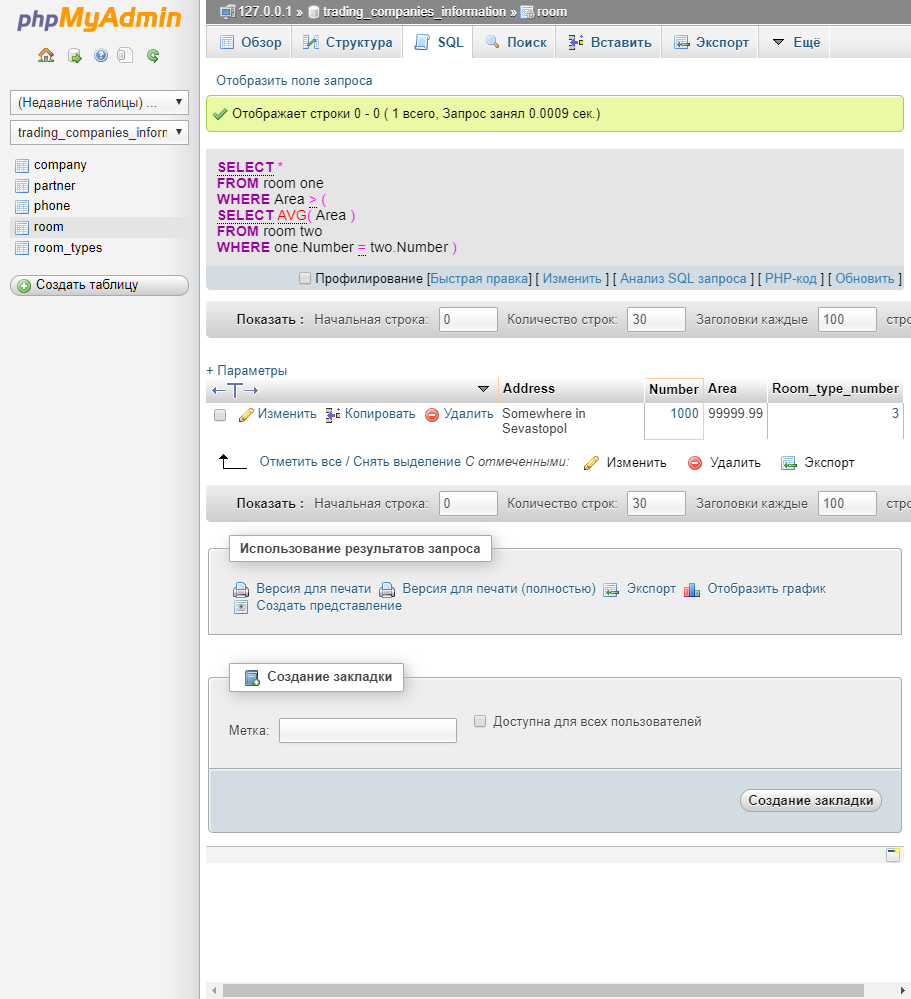 phpMyAdmin
(Недавние таблицы) ...
trading_companies_inforn
company
partner
phone
room
room_types
Создать таблицу
127.0.0.1 » trading_companies_information » room
Обзор Структура SQL Поиск Вставить Экспорт Ещё
Отобразить поле запроса
Отображает строки 0 - 0 ( 1 всего, Запрос занял 0.0009 сек.)
SELECT *
FROM room one
WHERE Area > (
SELECT AVG( Area )
FROM room two
WHERE one.Number = two.Number )
Профилирование [Быстрая правка] [ Изменить ] [ Анализ SQL запроса ] [ PHP-код ] [ Обновить ]
Показать : Начальная строка: 0 Количество строк: 30 Заголовки каждые 100 стро
+ Параметры
←T→ Address Number Area Room_type_number
Изменить Копировать Удалить Somewhere in 1000 99999.99 3
Sevastopol
Отметить все / Снять выделение С отмеченными: Изменить Удалить Экспорт
Показать : Начальная строка: 0 Количество строк: 30 Заголовки каждые 100 стро
Использование результатов запроса
Версия для печати Версия для печати (полностью) Экспорт Отобразить график
Создать представление
Создание закладки
Метка: Доступна для всех пользователей
Создание закладки